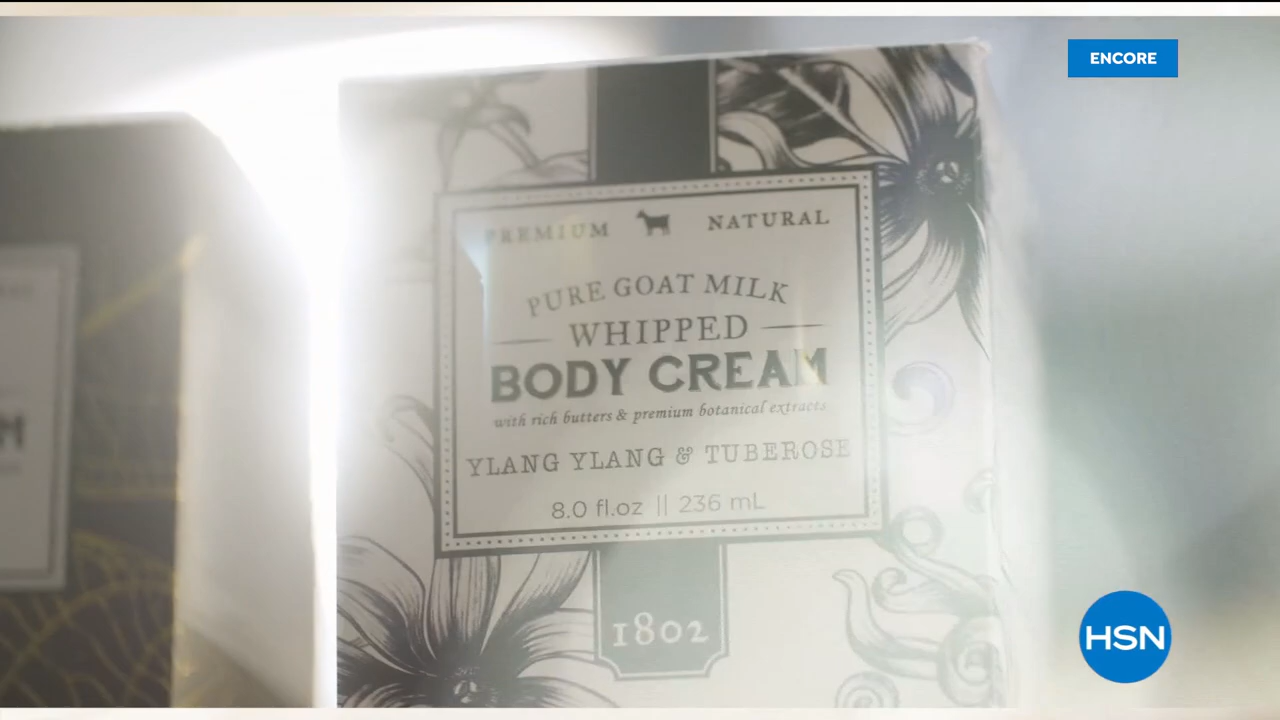 ENCORE
PREMIUM NATURAL
PURE GOAT MILK
WHIPPED
BODY CREAM
with rich butters & premium botanical extracts
YLANG YLANG & TUBEROSE
8.0 fl.oz || 236 mL
1802
HSN